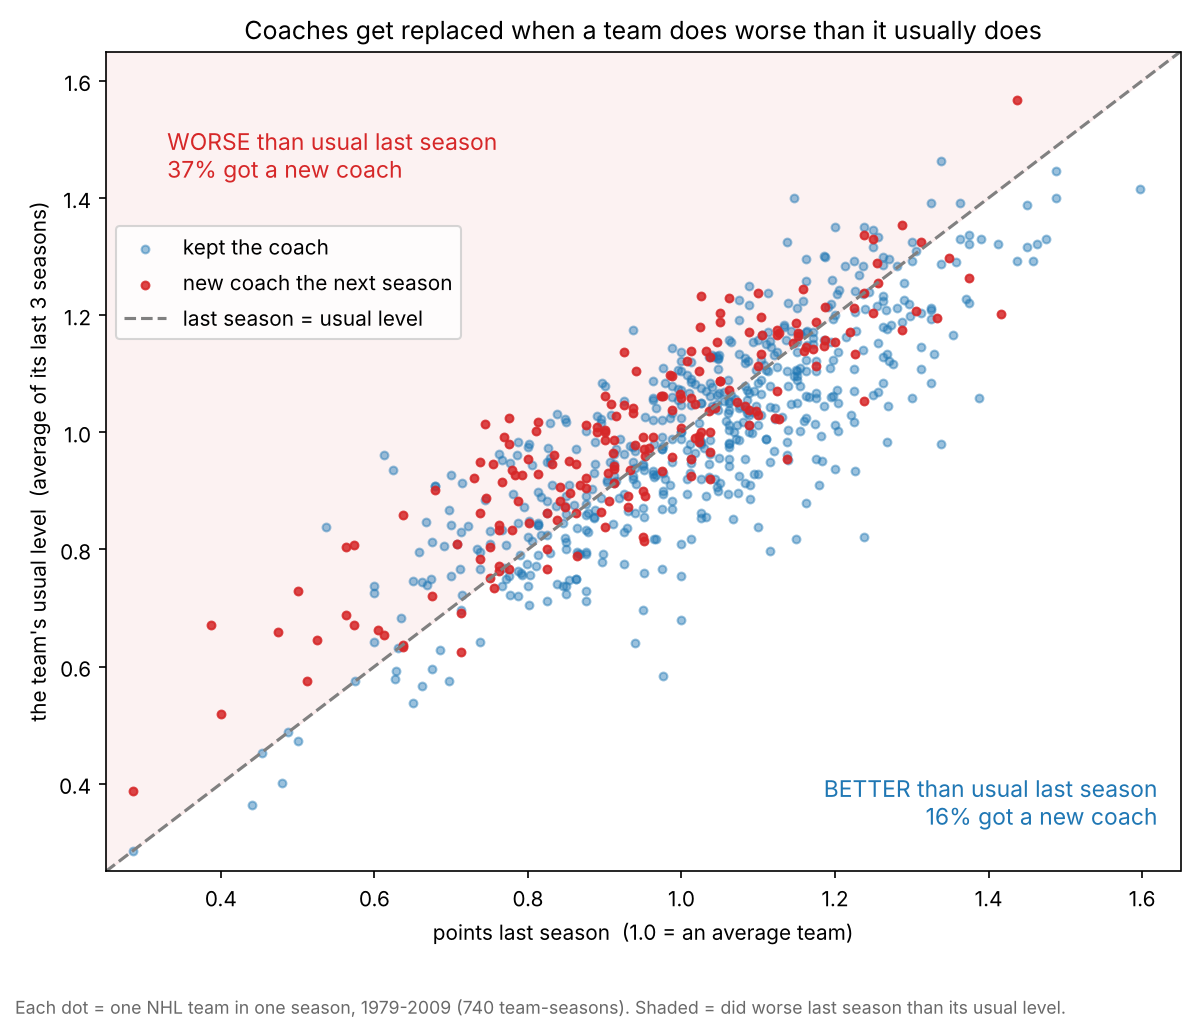 Coaches get replaced when a team does worse than it usually does
WORSE than usual last season
37% got a new coach
kept the coach
new coach the next season
last season = usual level
BETTER than usual last season
16% got a new coach
the team's usual level  (average of its last 3 seasons)
1.6
1.4
1.2
1.0
0.8
0.6
0.4
0.4
0.6
0.8
1.0
1.2
1.4
1.6
points last season  (1.0 = an average team)
Each dot = one NHL team in one season, 1979-2009 (740 team-seasons). Shaded = did worse last season than its usual level.